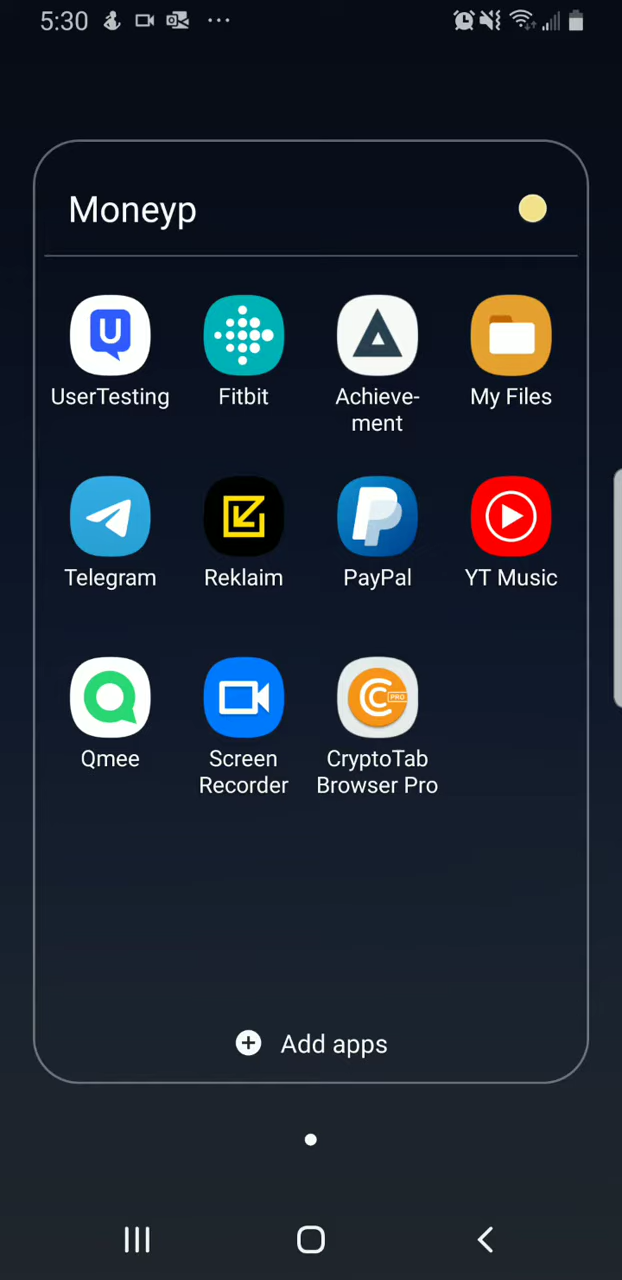 5:30
Moneyp
UserTesting
Fitbit
Achieve-
ment
My Files
Telegram
Reklaim
PayPal
YT Music
Qmee
Screen
Recorder
PRO
CryptoTab
Browser Pro
Add apps